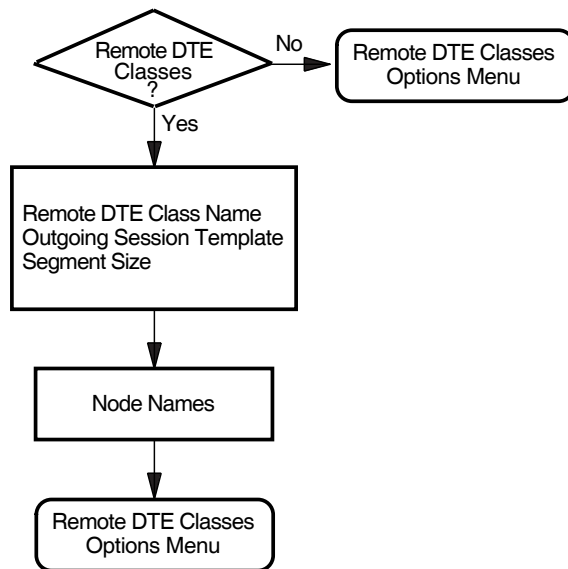 Remote DTE
Classes
?
No
Remote DTE Classes
Options Menu
Yes
Remote DTE Class Name
Outgoing Session Template
Segment Size
Node Names
Remote DTE Classes
Options Menu